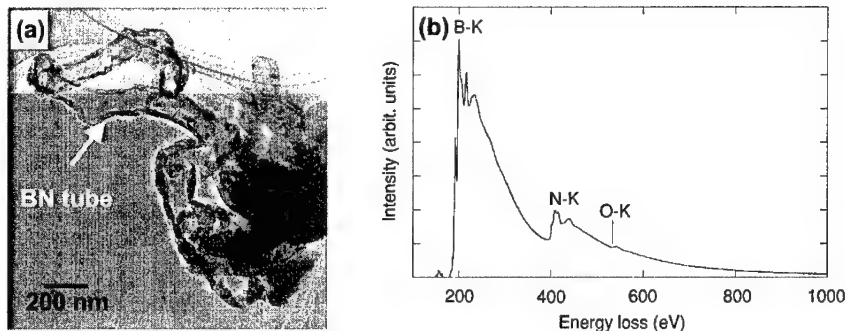 (a)
BN tube
200 nm
(b)
B-K
N-K
O-K
Intensity (arbit. units)
200 400 600 800 1000
Energy loss (eV)